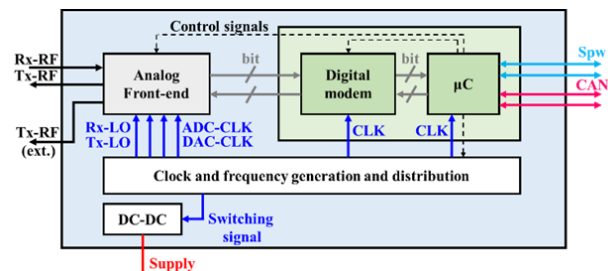 Control signals
Rx-RF
Tx-RF
Tx-RF
(ext.)
Analog
Front-end
bit
Digital
modem
bit
µC
Spw
CAN
Rx-LO
Tx-LO
ADC-CLK
DAC-CLK
CLK
CLK
Clock and frequency generation and distribution
DC-DC
Switching
signal
Supply